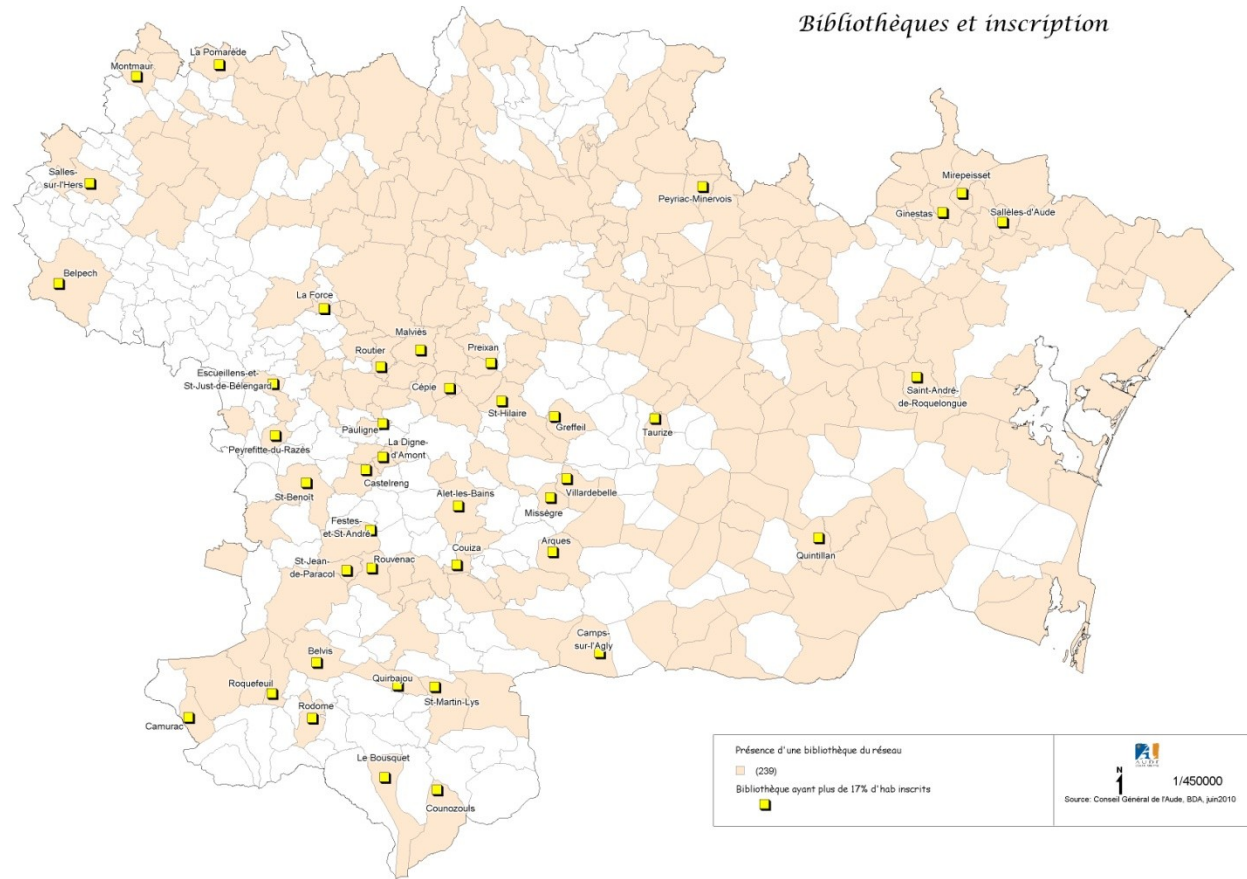 Bibliothèques et inscription
La Pomarède
Montmaur
Salles-
sur-l'Hers
Peyriac-Minervois
Mirepeisset
Ginestas
Sallèles-d'Aude
Belpech
La Force
Malviès
Routier
Preixan
Escueillens-et-
St-Just-de-Bélengard
Cépie
St-Hilaire
Saint-André-
de-Roquelongue
Pauligne
Greffeil
Taurize
Peyrefitte-du-Razès
La Digne-
d'Amont
Castelreng
St-Benoît
Alet-les-Bains
Villardebelle
Missègre
Festes-
et-St-André
Couiza
Arques
Quintillan
St-Jean-
de-Paracol
Rouvenac
Camps-
sur-l'Agly
Belvis
Roquefeuil
Quirbajou
St-Martin-Lys
Rodome
Camurac
Le Bousquet
Counozouls
Présence d'une bibliothèque du réseau
(239)
Bibliothèque ayant plus de 17% d'hab inscrits
AUDE
N
1/450000
Source: Conseil Général de l'Aude, BDA, juin2010